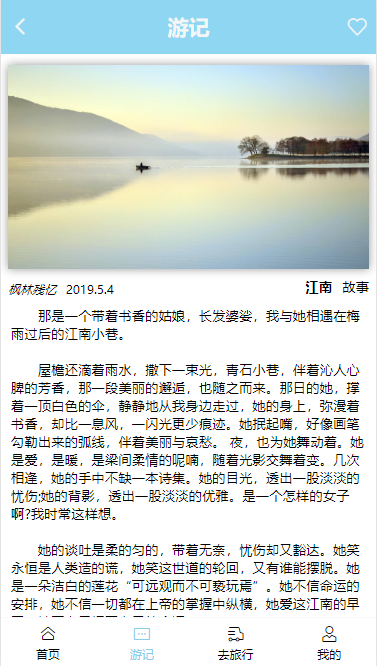 游记
枫林残忆 2019.5.4 江南 故事
那是一个带着书香的姑娘，长发婆娑，我与她相遇在梅
雨过后的江南小巷。
屋檐还滴着雨水，撒下一束光，青石小巷，伴着沁人心
脾的芳香，那一段美丽的邂逅，也随之而来。那日的她，撑
着一顶白色的伞，静静地从我身边走过，她的身上，弥漫着
书香，却比一息风，一闪光更少痕迹。她抿起嘴，好像画笔
勾勒出来的弧线，伴着美丽与哀愁。 夜，也为她舞动着。她
是爱，是暖，是梁间柔情的呢喃，随着光影交舞着变。几次
相逢，她的手中不缺一本诗集。她的目光，透出一股淡淡的
忧伤;她的背影，透出一股淡淡的优雅。是一个怎样的女子
啊?我时常这样想。
她的谈吐是柔的匀的，带着无奈，忧伤却又豁达。她笑
永恒是人类造的谎，她笑这世道的轮回，又有谁能摆脱。她
是一朵洁白的莲花“可远观而不可亵玩焉”。她不信命运的
安排，她不信一切都在上帝的掌握中纵横，她爱这江南的早
首页 游记 去旅行 我的